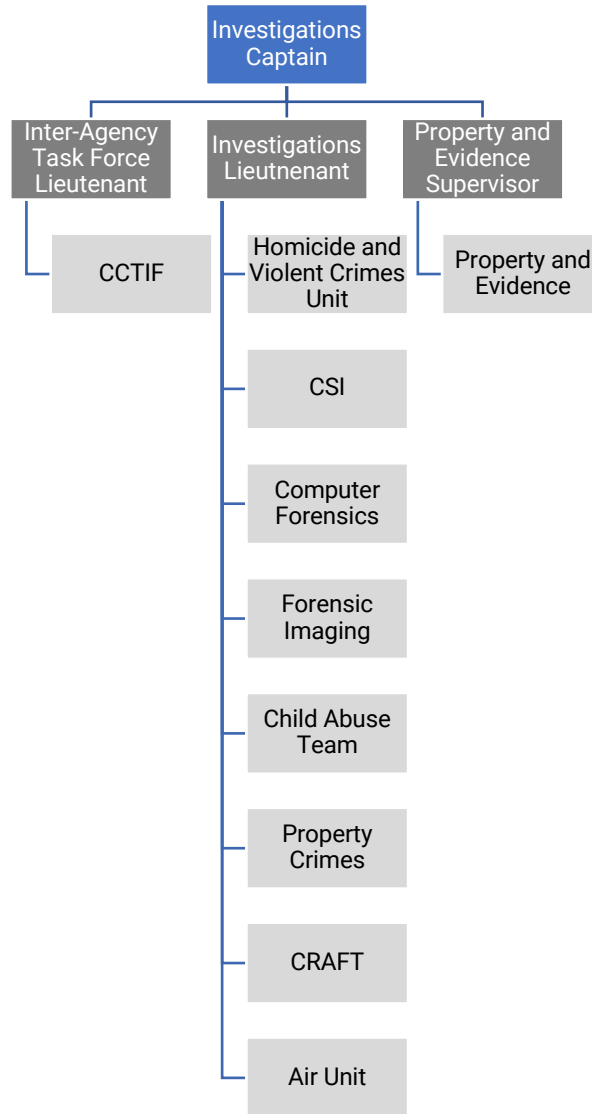 Investigations
Captain
Inter-Agency
Task Force
Lieutenant
Investigations
Lieutnenant
Property and
Evidence
Supervisor
CCTIF
Homicide and
Violent Crimes
Unit
Property and
Evidence
CSI
Computer
Forensics
Forensic
Imaging
Child Abuse
Team
Property
Crimes
CRAFT
Air Unit